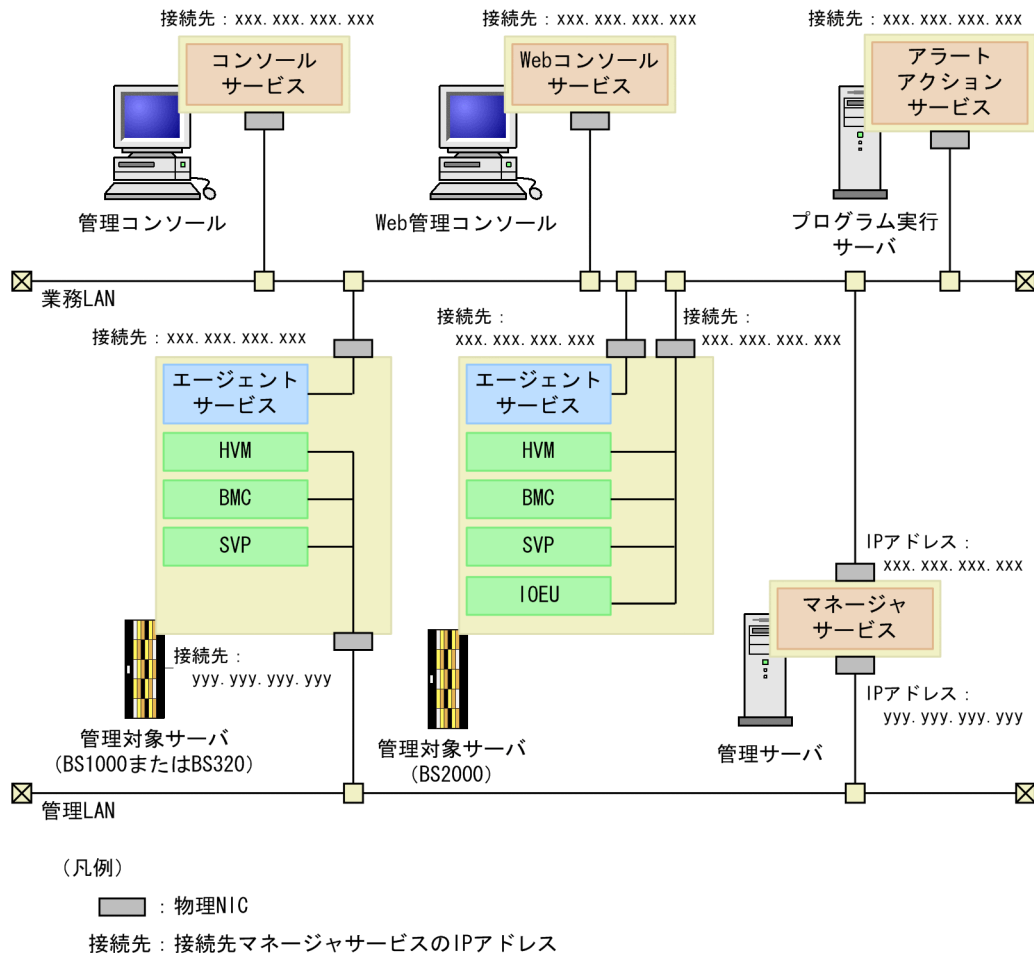 接続先：xxx.xxx.xxx.xxx
接続先：xxx.xxx.xxx.xxx
接続先：xxx.xxx.xxx.xxx
コンソール
サービス
Webコンソール
サービス
アラート
アクション
サービス
管理コンソール
Web管理コンソール
プログラム実行
サーバ
業務LAN
接続先：xxx.xxx.xxx.xxx
接続先：
xxx.xxx.xxx.xxx
接続先：
xxx.xxx.xxx.xxx
エージェント
サービス
HVM
BMC
SVP
エージェント
サービス
HVM
BMC
SVP
IOEU
IPアドレス：
xxx.xxx.xxx.xxx
マネージャ
サービス
IPアドレス：
yyy.yyy.yyy.yyy
接続先：
yyy.yyy.yyy.yyy
管理対象サーバ
(BS1000またはBS320)
管理対象サーバ
(BS2000)
管理サーバ
管理LAN
(凡例)
：物理NIC
接続先：接続先マネージャサービスのIPアドレス